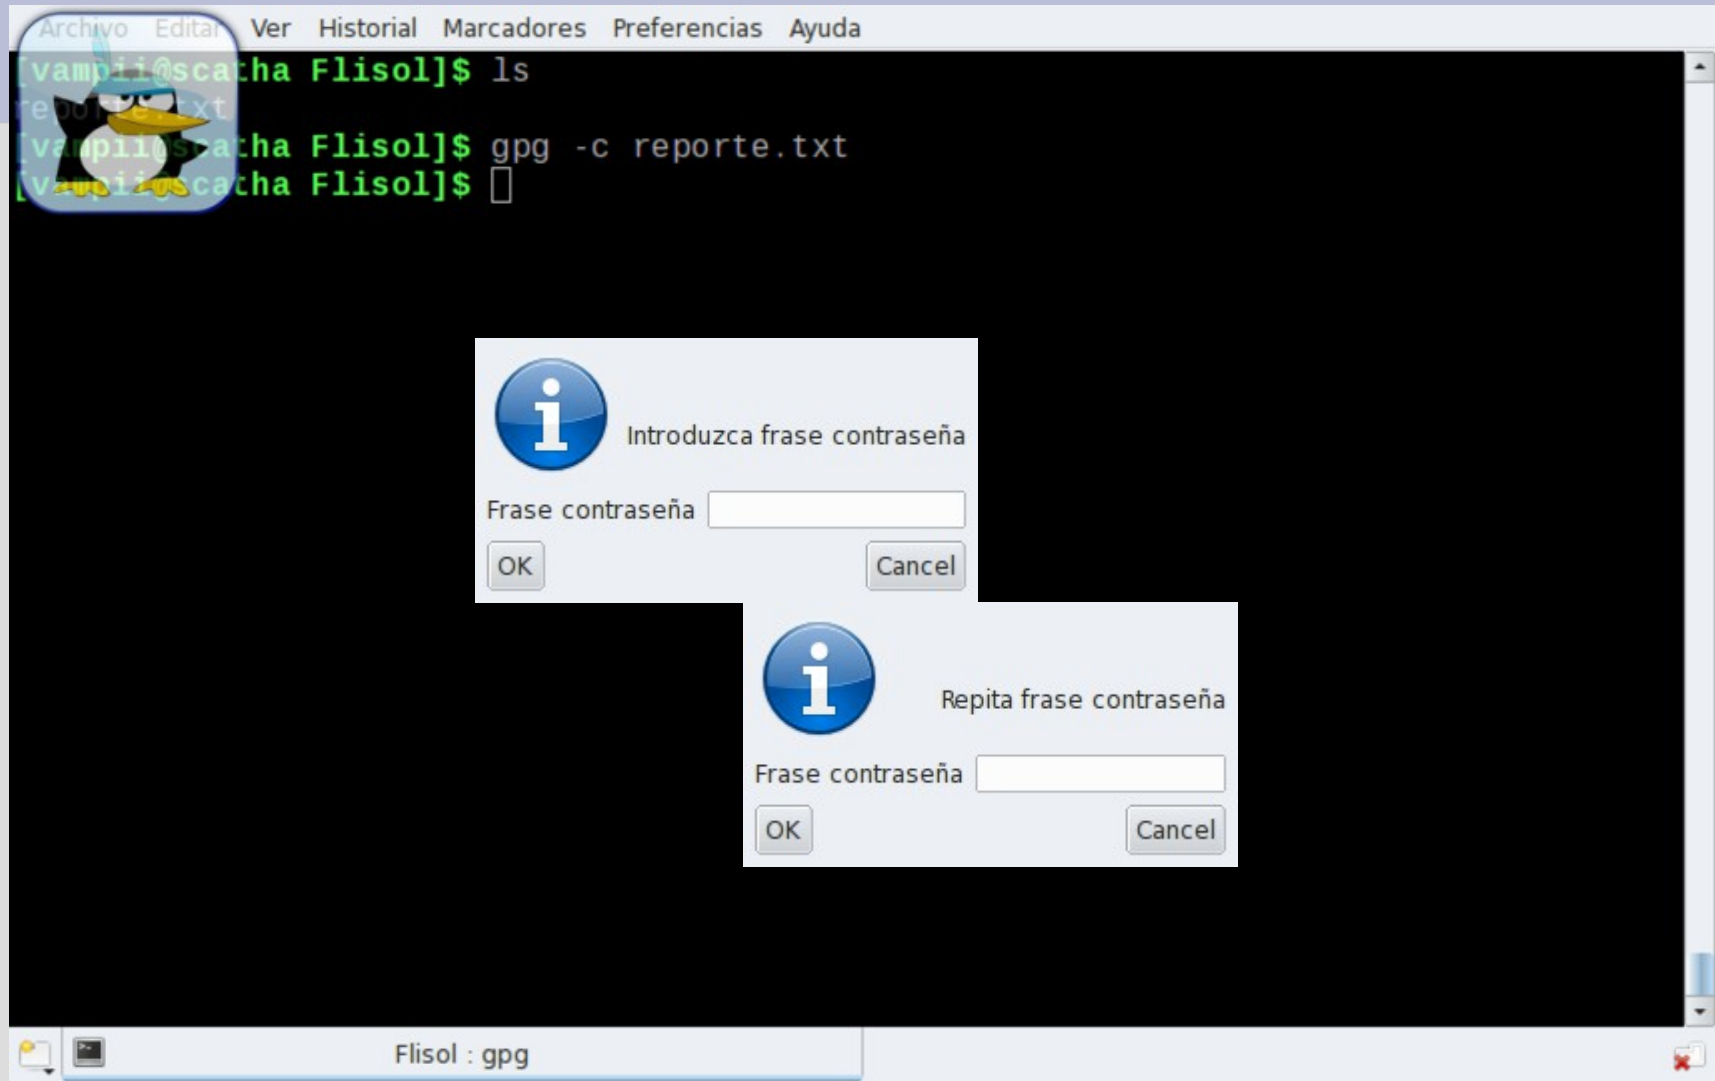 Archivo Editar Ver Historial Marcadores Preferencias Ayuda
[vampii@scatha Flisol]$ ls
reporte.txt
[vampii@scatha Flisol]$ gpg -c reporte.txt
[vampii@scatha Flisol]$
Introduzca frase contraseña
Frase contraseña
OK Cancel
Repita frase contraseña
Frase contraseña
OK Cancel
Flisol : gpg